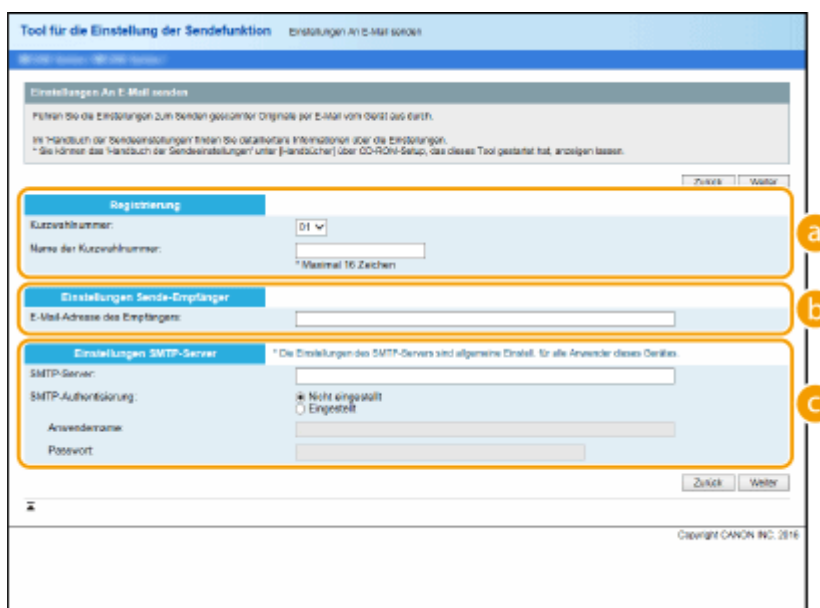 Tool für die Einstellung der Sendefunktion Einstellungen An E-Mail senden
Einstellungen An E-Mail senden
Führen Sie die Einstellungen zum Senden gescannter Originale per E-Mail vom Gerät aus durch.
Im 'Handbuch der Sendeeinstellungen' finden Sie detailliertere Informationen über die Einstellungen.
* Sie können das 'Handbuch der Sendeeinstellungen' unter [Handbücher] über CD-ROM-Setup, das dieses Tool gestartet hat, anzeigen lassen.
Zurück Weiter
Registrierung
Kurzwahlnummer: 01
a
Name der Kurzwahlnummer:
* Maximal 16 Zeichen
Einstellungen Sende-Empfänger
b
E-Mail-Adresse des Empfängers:
Einstellungen SMTP-Server * Die Einstellungen des SMTP-Servers sind allgemeine Einstell. für alle Anwender dieses Gerätes.
SMTP-Server:
SMTP-Authentisierung: Nicht eingestellt
c
Eingestellt
Anwendername:
Passwort:
Zurück Weiter
Copyright CANON INC. 2016